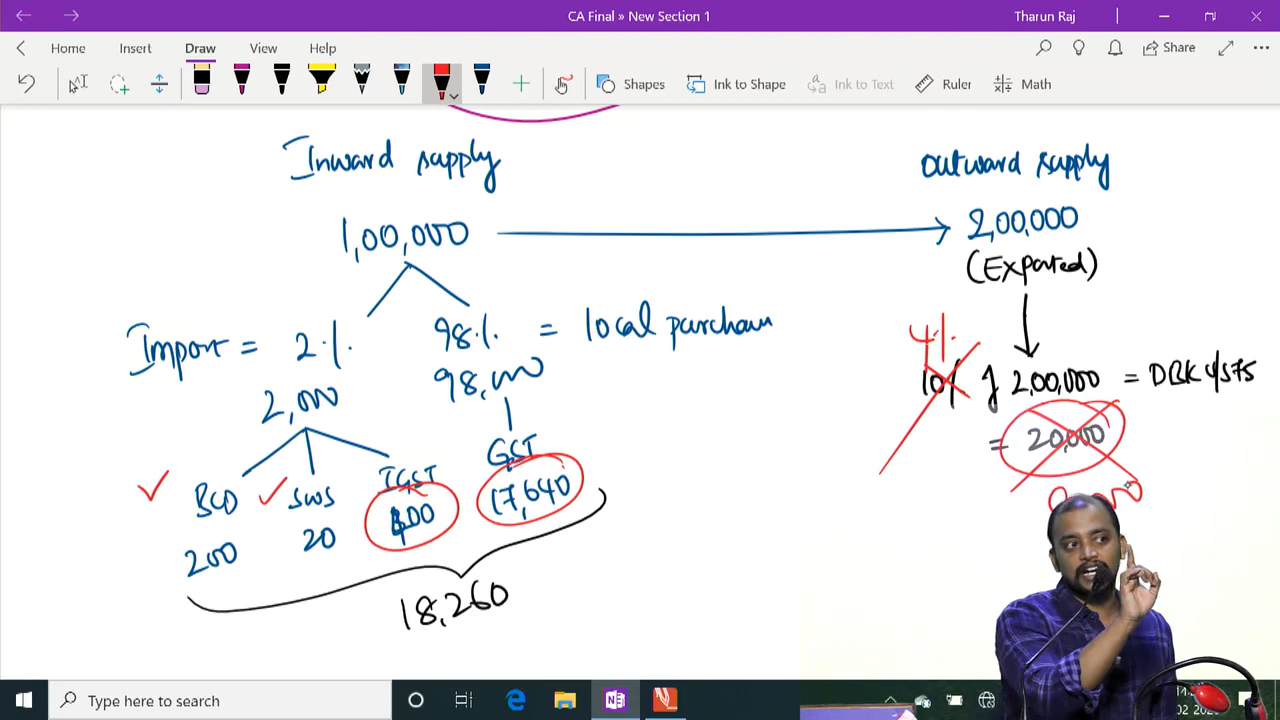 CA Final » New Section 1
Tharun Raj
Home Insert Draw View Help
Share
Shapes
Ink to Shape
Ink to Text
Ruler
Math
Inward supply
Outward supply
1,00,000
2,00,000
(Exported)
Import = 2%
98% = local purchase
2,000
98,000
4%
10% of 2,00,000 = DBK u/s 75
= 20,000
BCD
SWS
IGST
GST
200
20
400
17,640
18,260
Type here to search